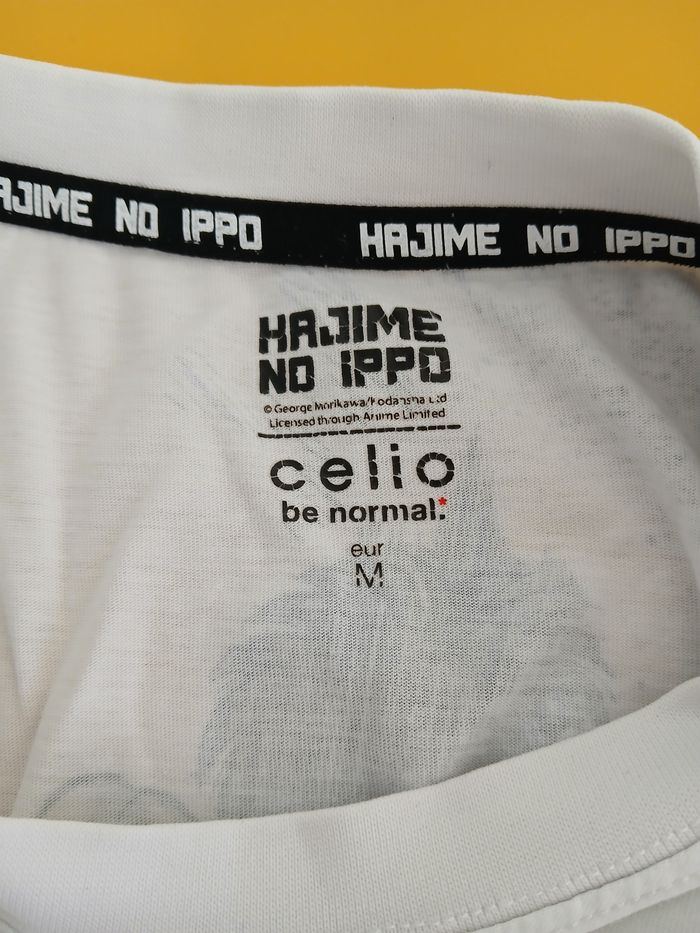 AJIME NO IPPO HAJIME NO IPPO
HAJIME
NO IPPO
© George Morikawa/Kodansha Ltd
Licensed through Anime Limited
celio
be normal.*
eur
M